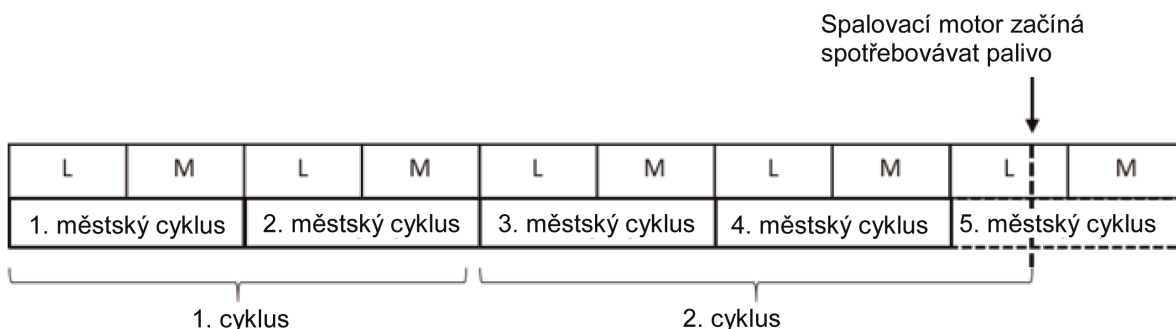 Spalovací motor začíná
spotřebovávat palivo
L M L M L M L M L M
1. městský cyklus 2. městský cyklus 3. městský cyklus 4. městský cyklus 5. městský cyklus
1. cyklus 2. cyklus